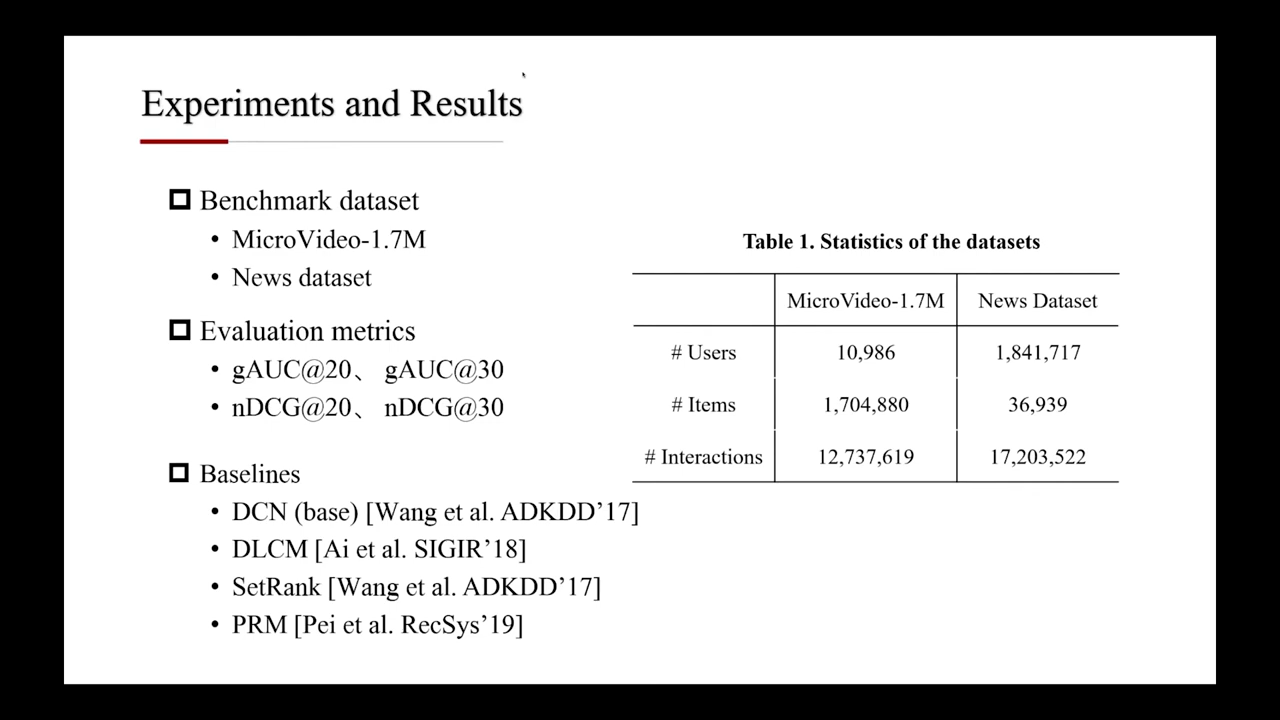 Experiments and Results
Benchmark dataset
• MicroVideo-1.7M
• News dataset
Evaluation metrics
• gAUC@20、 gAUC@30
• nDCG@20、 nDCG@30
Baselines
• DCN (base) [Wang et al. ADKDD’17]
• DLCM [Ai et al. SIGIR’18]
• SetRank [Wang et al. ADKDD’17]
• PRM [Pei et al. RecSys’19]
Table 1. Statistics of the datasets
MicroVideo-1.7M News Dataset
# Users 10,986 1,841,717
# Items 1,704,880 36,939
# Interactions 12,737,619 17,203,522